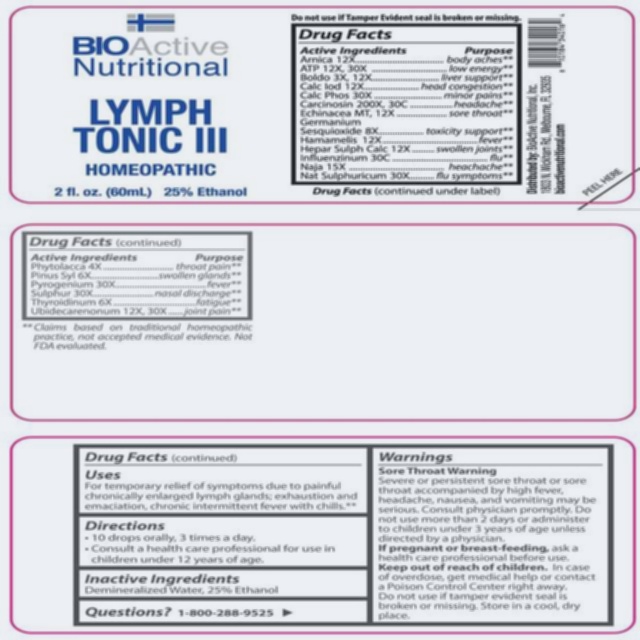 BIOActive
Nutritional
LYMPH
TONIC III
HOMEOPATHIC
2 fl. oz. (60mL) 25% Ethanol
Do not use if Tamper Evident seal is broken or missing.
Drug Facts
Active Ingredients Purpose
Arnica 12X body aches**
ATP 12X, 30X low energy**
Boldo 3X, 12X liver support**
Calc Iod 12X head congestion**
Calc Phos 30X minor pains**
Carcinosin 200X, 30C headache**
Echinacea MT, 12X sore throat**
Germanium
Sesquioxide 8X toxicity support**
Hamamelis 12X fever**
Hepar Sulph Calc 12X swollen joints**
Influenzinum 30C flu**
Naja 15X heachache**
Nat Sulphuricum 30X flu symptoms**
Drug Facts (continued under label)
Distributed by: BioActive Nutritional, Inc.
1803 N. Wickham Rd., Melbourne, FL 32935
bioactivenutritional.com
PEEL HERE
Drug Facts (continued)
Active Ingredients Purpose
Phytolacca 4X throat pain**
Pinus Syl 6X swollen glands**
Pyrogenium 30X fever**
Sulphur 30X nasal discharge**
Thyroidinum 6X fatigue**
Ubidecarenonum 12X, 30X joint pain**
**Claims based on traditional homeopathic
practice, not accepted medical evidence. Not
FDA evaluated.
Drug Facts (continued)
Uses
For temporary relief of symptoms due to painful
chronically enlarged lymph glands; exhaustion and
emaciation, chronic intermittent fever with chills.**
Directions
• 10 drops orally, 3 times a day.
• Consult a health care professional for use in
children under 12 years of age.
Inactive Ingredients
Demineralized Water, 25% Ethanol
Questions? 1-800-288-9525 ►
Warnings
Sore Throat Warning
Severe or persistent sore throat or sore
throat accompanied by high fever,
headache, nausea, and vomiting may be
serious. Consult physician promptly. Do
not use more than 2 days or administer
to children under 3 years of age unless
directed by a physician.
If pregnant or breast-feeding, ask a
health care professional before use.
Keep out of reach of children. In case
of overdose, get medical help or contact
a Poison Control Center right away.
Do not use if tamper evident seal is
broken or missing. Store in a cool, dry
place.